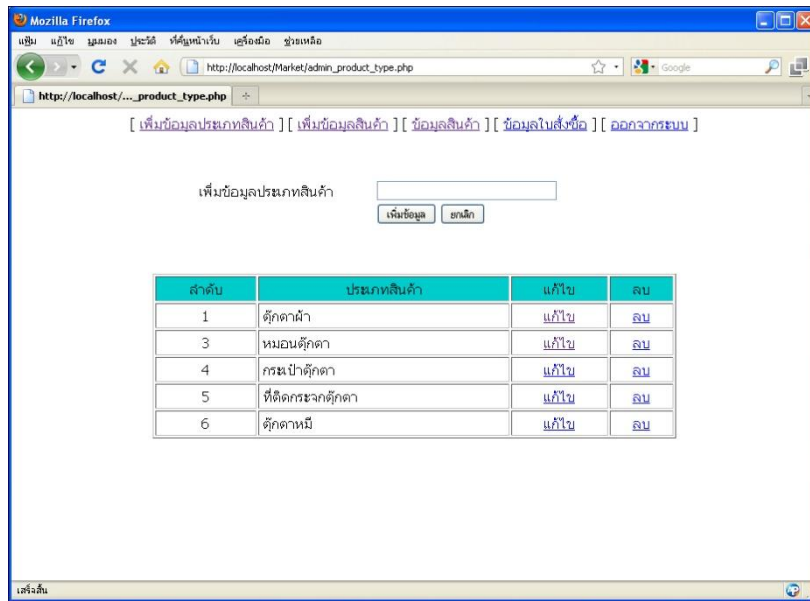 Mozilla Firefox
แฟ้ม แก้ไข มุมมอง ประวัติ ที่คั่นหน้าเว็บ เครื่องมือ ช่วยเหลือ
http://localhost/Market/admin_product_type.php Google
http://localhost/..._product_type.php
[ เพิ่มข้อมูลประเภทสินค้า ] [ เพิ่มข้อมูลสินค้า ] [ ข้อมูลสินค้า ] [ ข้อมูลใบสั่งซื้อ ] [ ออกจากระบบ ]
เพิ่มข้อมูลประเภทสินค้า
เพิ่มข้อมูล ยกเลิก
ลำดับ ประเภทสินค้า แก้ไข ลบ
1 ตุ๊กตาผ้า แก้ไข ลบ
3 หมอนตุ๊กตา แก้ไข ลบ
4 กระเป๋าตุ๊กตา แก้ไข ลบ
5 ที่ติดกระจกตุ๊กตา แก้ไข ลบ
6 ตุ๊กตาหมี แก้ไข ลบ
เสร็จสิ้น